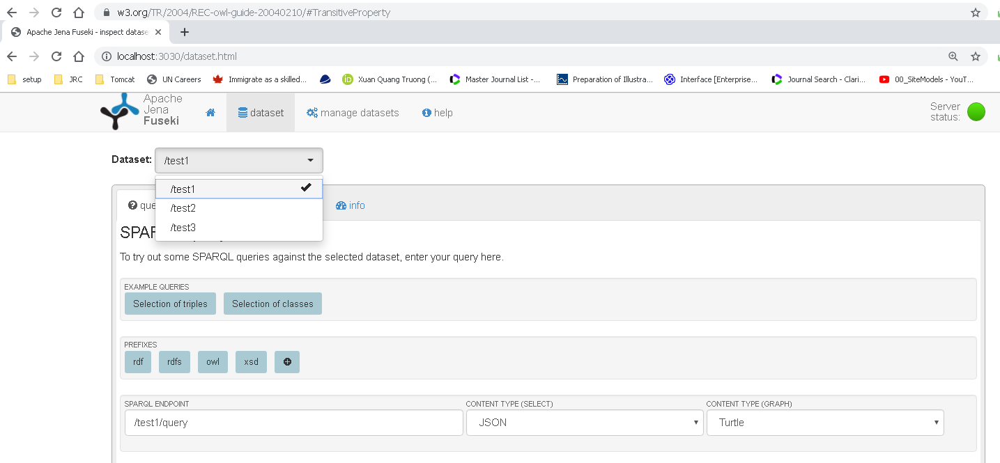 w3.org/TR/2004/REC-owl-guide-20040210/#TransitiveProperty
Apache Jena Fuseki - inspect datase
localhost:3030/dataset.html
setup JRC Tomcat UN Careers Immigrate as a skilled... iD Xuan Quang Truong (... Master Journal List -... Preparation of Illustra... Interface [Enterprise... Journal Search - Clari... 00_SiteModels - YouT...
Apache
Jena
Fuseki
dataset manage datasets help
Server
status:
Dataset: /test1
/test1
/test2
/test3
que
info
SPAR
To try out some SPARQL queries against the selected dataset, enter your query here.
EXAMPLE QUERIES
Selection of triples Selection of classes
PREFIXES
rdf rdfs owl xsd
SPARQL ENDPOINT CONTENT TYPE (SELECT) CONTENT TYPE (GRAPH)
/test1/query JSON Turtle